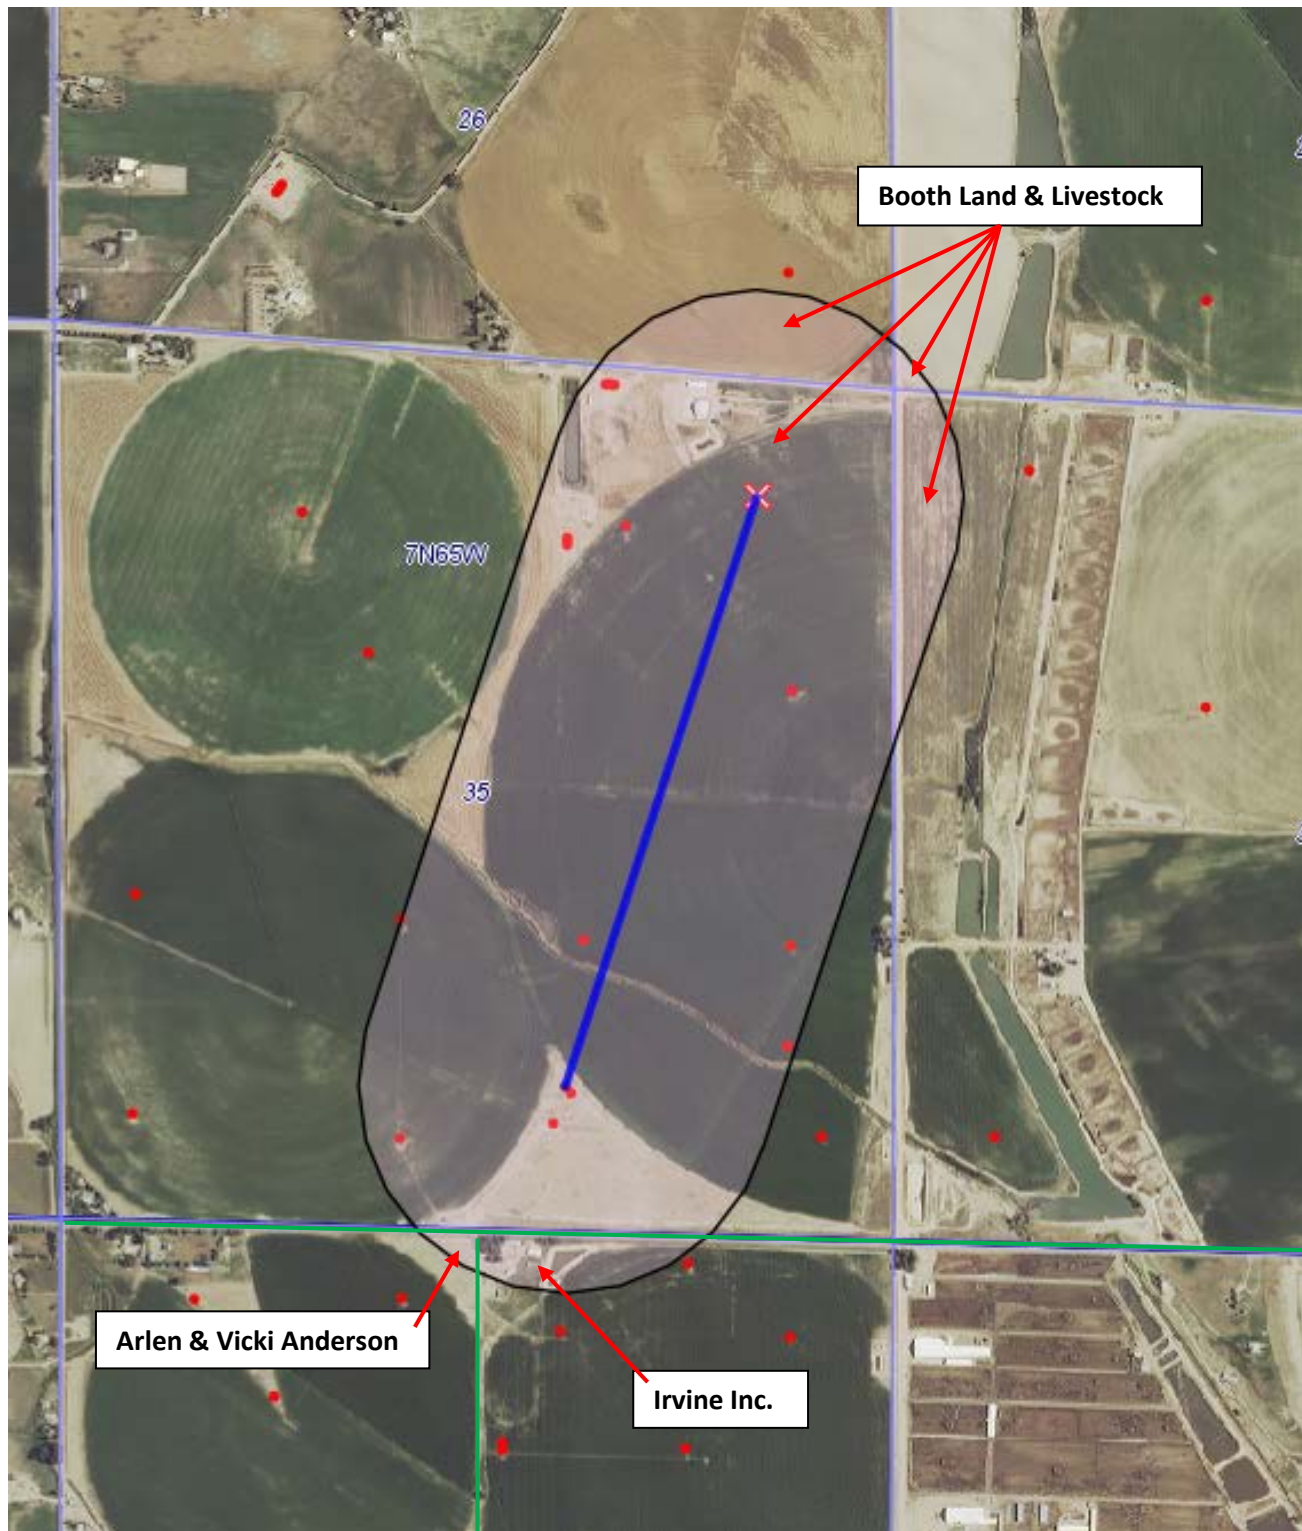 26
Booth Land & Livestock
7N65W
35
Arlen & Vicki Anderson
Irvine Inc.